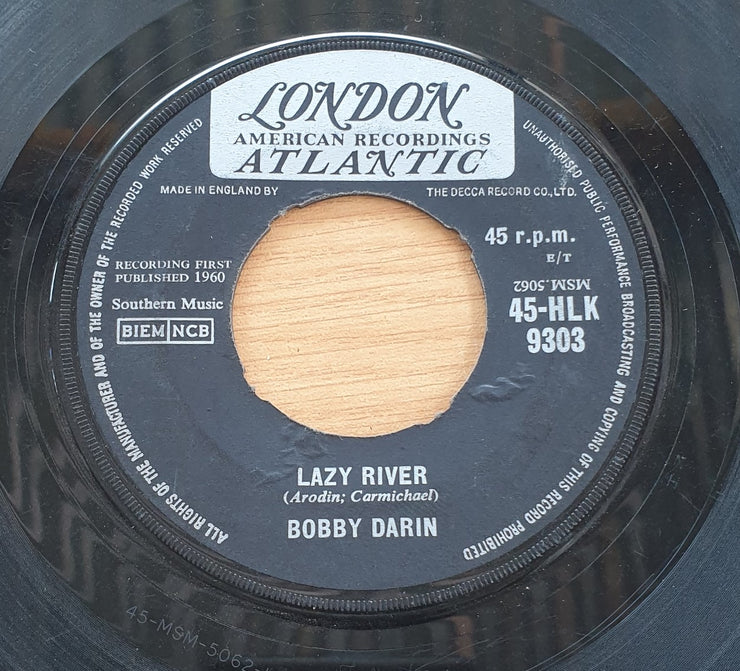 LONDON
AMERICAN RECORDINGS
ATLANTIC
MADE IN ENGLAND BY
THE DECCA RECORD CO., LTD.
ALL RIGHTS OF THE MANUFACTURER AND OF THE OWNER OF THE RECORDED WORK RESERVED
UNAUTHORISED PUBLIC PERFORMANCE BROADCASTING AND COPYING OF THIS RECORD PROHIBITED
45 r.p.m.
E/T
RECORDING FIRST
PUBLISHED 1960
MSM.5062
Southern Music
45-HLK
9303
BIEM NCB
LAZY RIVER
(Arodin; Carmichael)
BOBBY DARIN
45-MSM-5062